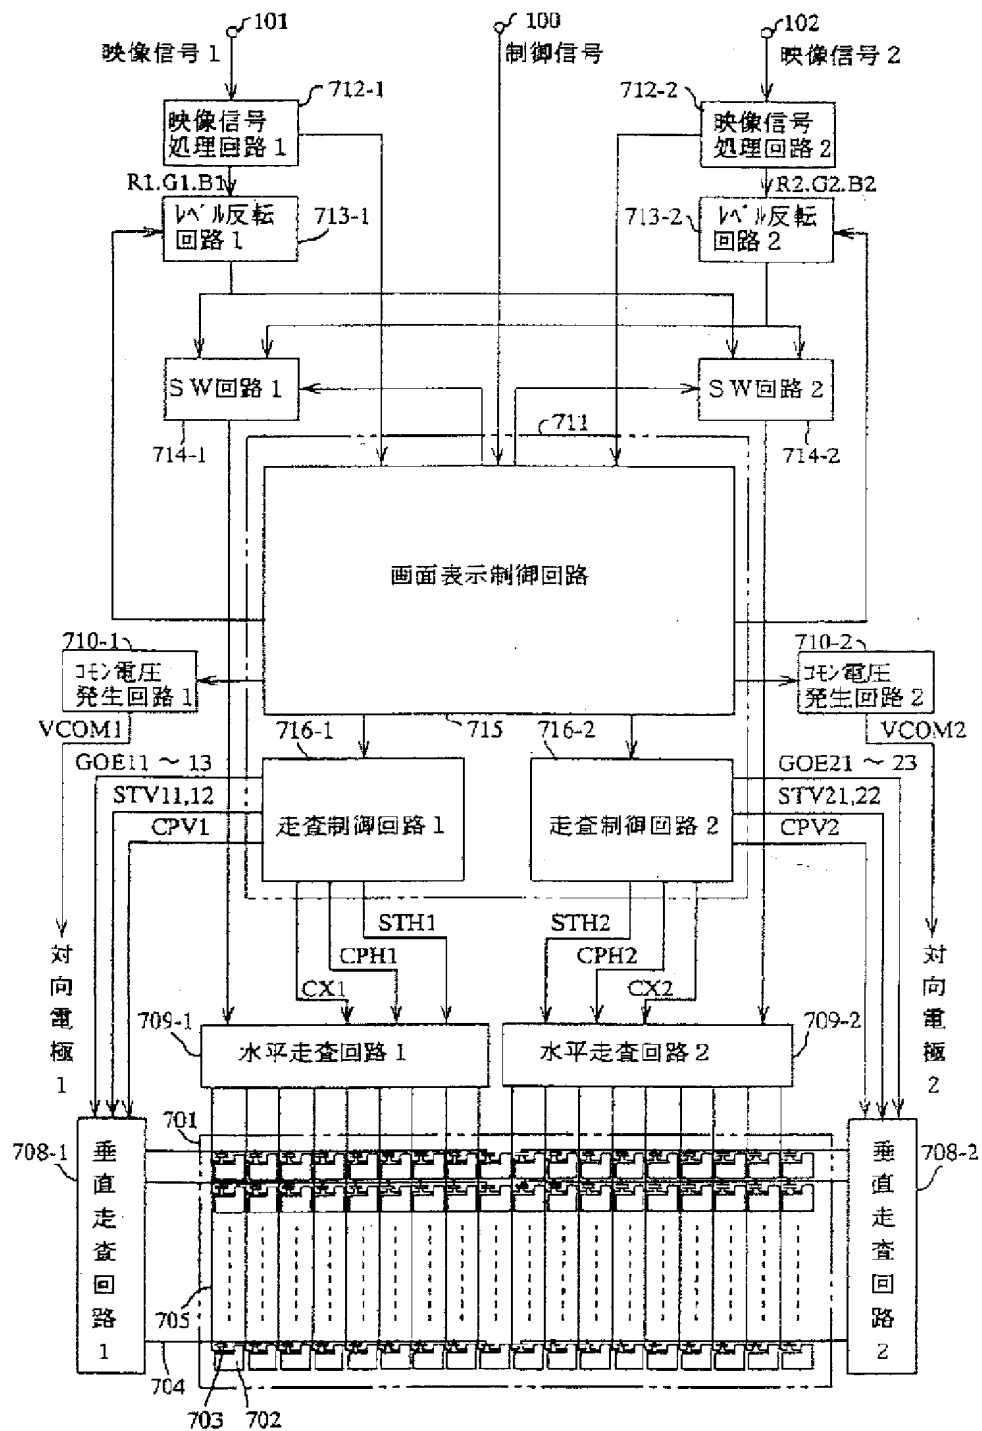 101
100
102
映像信号1
制御信号
映像信号2
712-1
712-2
映像信号
処理回路1
映像信号
処理回路2
R1.G1.B1
R2.G2.B2
レベル反転
回路1
713-1
713-2
レベル反転
回路2
SW回路1
SW回路2
711
714-1
714-2
画面表示制御回路
710-1
710-2
コモン電圧
発生回路1
コモン電圧
発生回路2
VCOM1
716-1
715
716-2
VCOM2
GOE11 ~ 13
GOE21 ~ 23
STV11,12
STV21,22
CPV1
走査制御回路1
走査制御回路2
CPV2
STH1
STH2
CPH1
CPH2
CX1
CX2
対向電極1
対向電極2
709-1
水平走査回路1
水平走査回路2
709-2
701
708-1
垂直走査回路1
垂直走査回路2
708-2
705
704
703
702